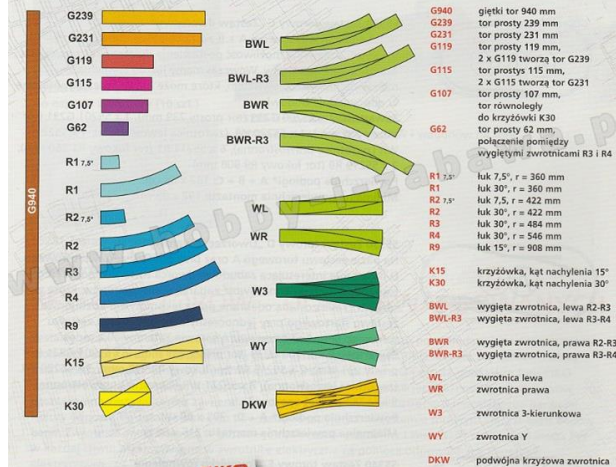 G239
G231
G119
G115
G107
G62
R1 7,5°
R1
R2 7,5°
R2
R3
R4
R9
K15
K30
G940
BWL
BWL-R3
BWR
BWR-R3
WL
WR
W3
WY
DKW
G940 giętki tor 940 mm
G239 tor prosty 239 mm
G231 tor prosty 231 mm
G119 tor prosty 119 mm,
2 x G119 tworzą tor G239
G115 tor prostys 115 mm,
2 x G115 tworzą tor G231
G107 tor prosty 107 mm,
tor równoległy
do krzyżówki K30
G62 tor prosty 62 mm,
połączenie pomiędzy
wygiętymi zwrotnicami R3 i R4
R1 7,5° łuk 7,5°, r = 360 mm
R1 łuk 30°, r = 360 mm
R2 7,5° łuk 7,5, r = 422 mm
R2 łuk 30°, r = 422 mm
R3 łuk 30°, r = 484 mm
R4 łuk 30°, r = 546 mm
R9 łuk 15°, r = 908 mm
K15 krzyżówka, kąt nachylenia 15°
K30 krzyżówka, kąt nachylenia 30°
BWL wygięta zwrotnica, lewa R2-R3
BWL-R3 wygięta zwrotnica, lewa R3-R4
BWR wygięta zwrotnica, prawa R2-R3
BWR-R3 wygięta zwrotnica, prawa R3-R4
WL zwrotnica lewa
WR zwrotnica prawa
W3 zwrotnica 3-kierunkowa
WY zwrotnica Y
DKW podwójna krzyżowa zwrotnica
www.hobby-i-zabawa.p